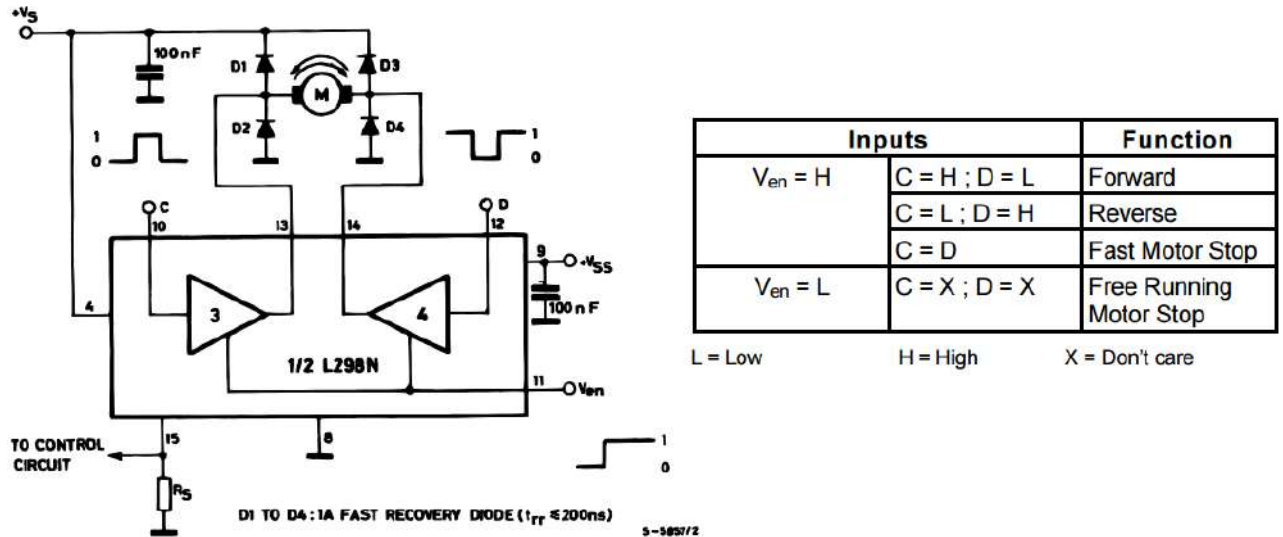 +Vs
100nF
D1
D3
M
D2
D4
1
0
1
0
C
D
10
13
14
12
9
+VSS
4
3
4
100nF
1/2 L298N
11
Ven
15
8
TO CONTROL
CIRCUIT
1
0
RS
D1 TO D4 : 1A FAST RECOVERY DIODE (trr ≤ 200ns)
S-5857/2
Inputs Function
Ven = H C = H ; D = L Forward
C = L ; D = H Reverse
C = D Fast Motor Stop
Ven = L C = X ; D = X Free Running
Motor Stop
L = Low H = High X = Don't care